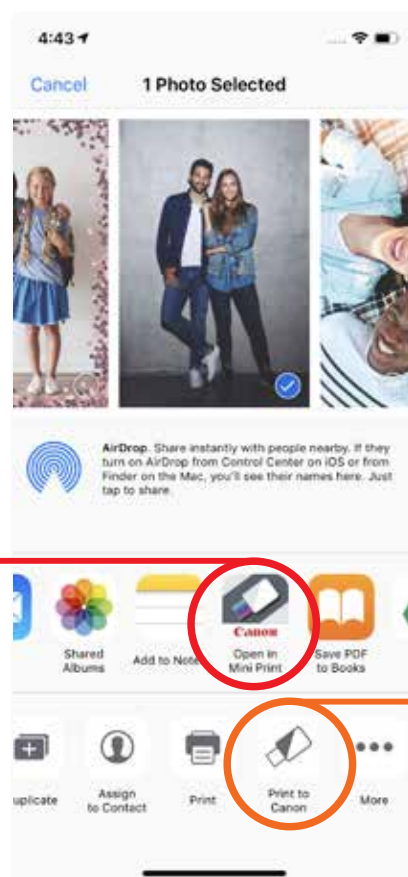 4:43
Cancel
1 Photo Selected
AirDrop. Share instantly with people nearby. If they
turn on AirDrop from Control Center on iOS or from
Finder on the Mac, you'll see their names here. Just
tap to share.
Canon
Shared
Albums
Add to Note
Open in
Mini Print
Save PDF
to Books
uplicate
Assign
to Contact
Print
Print to
Canon
More